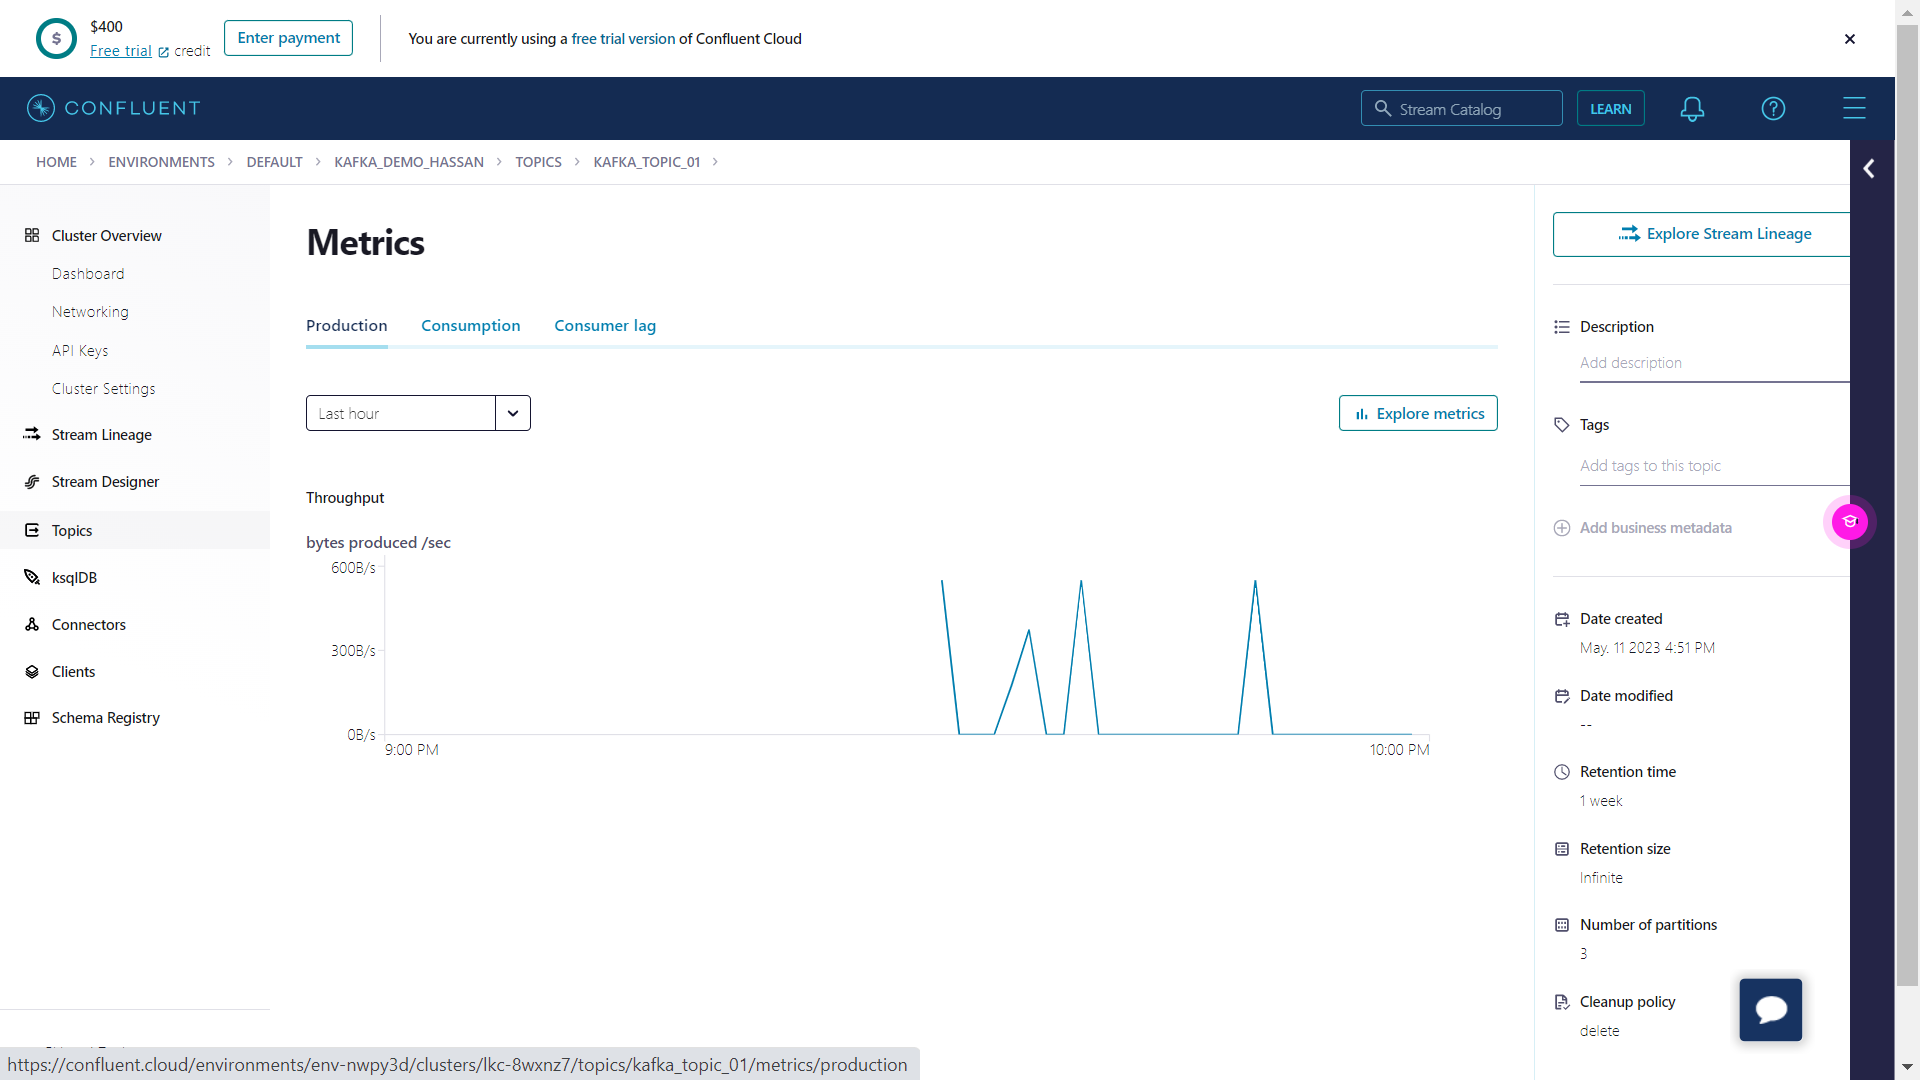 $400
Free trial credit
Enter payment
You are currently using a free trial version of Confluent Cloud
CONFLUENT
Stream Catalog
LEARN
HOME > ENVIRONMENTS > DEFAULT > KAFKA_DEMO_HASSAN > TOPICS > KAFKA_TOPIC_01 >
Cluster Overview
Dashboard
Networking
API Keys
Cluster Settings
Stream Lineage
Stream Designer
Topics
ksqlDB
Connectors
Clients
Schema Registry
Metrics
Production
Consumption
Consumer lag
Last hour
Explore metrics
Throughput
bytes produced /sec
600B/s
300B/s
0B/s
9:00 PM
10:00 PM
Explore Stream Lineage
Description
Add description
Tags
Add tags to this topic
Add business metadata
Date created
May. 11 2023 4:51 PM
Date modified
--
Retention time
1 week
Retention size
Infinite
Number of partitions
3
Cleanup policy
delete
https://confluent.cloud/environments/env-nwpy3d/clusters/lkc-8wxnz7/topics/kafka_topic_01/metrics/production